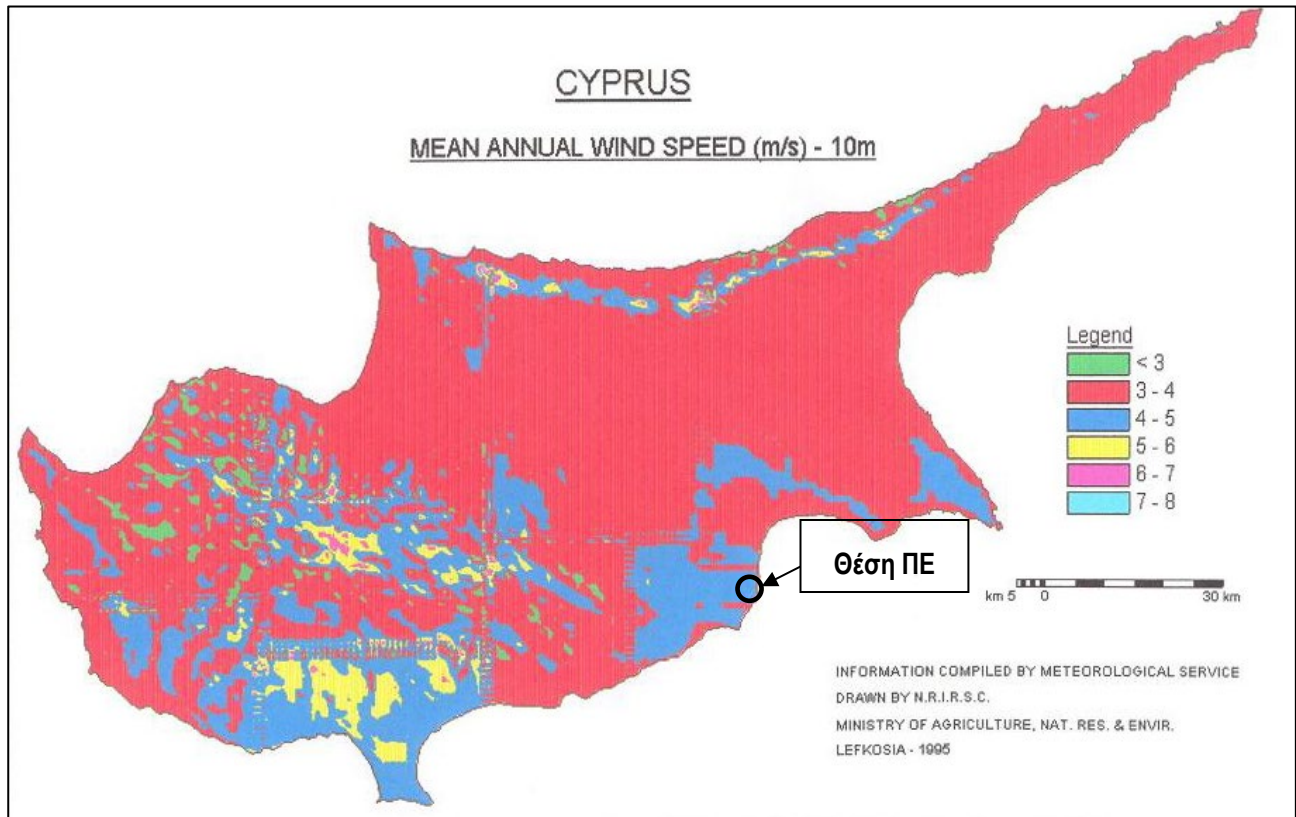 CYPRUS
MEAN ANNUAL WIND SPEED (m/s) - 10m
Legend
< 3
3 - 4
4 - 5
5 - 6
6 - 7
7 - 8
Θέση ΠΕ
km 5 0 30 km
INFORMATION COMPILED BY METEOROLOGICAL SERVICE
DRAWN BY N.R.I.R.S.C.
MINISTRY OF AGRICULTURE, NAT. RES. & ENVIR.
LEFKOSIA - 1995